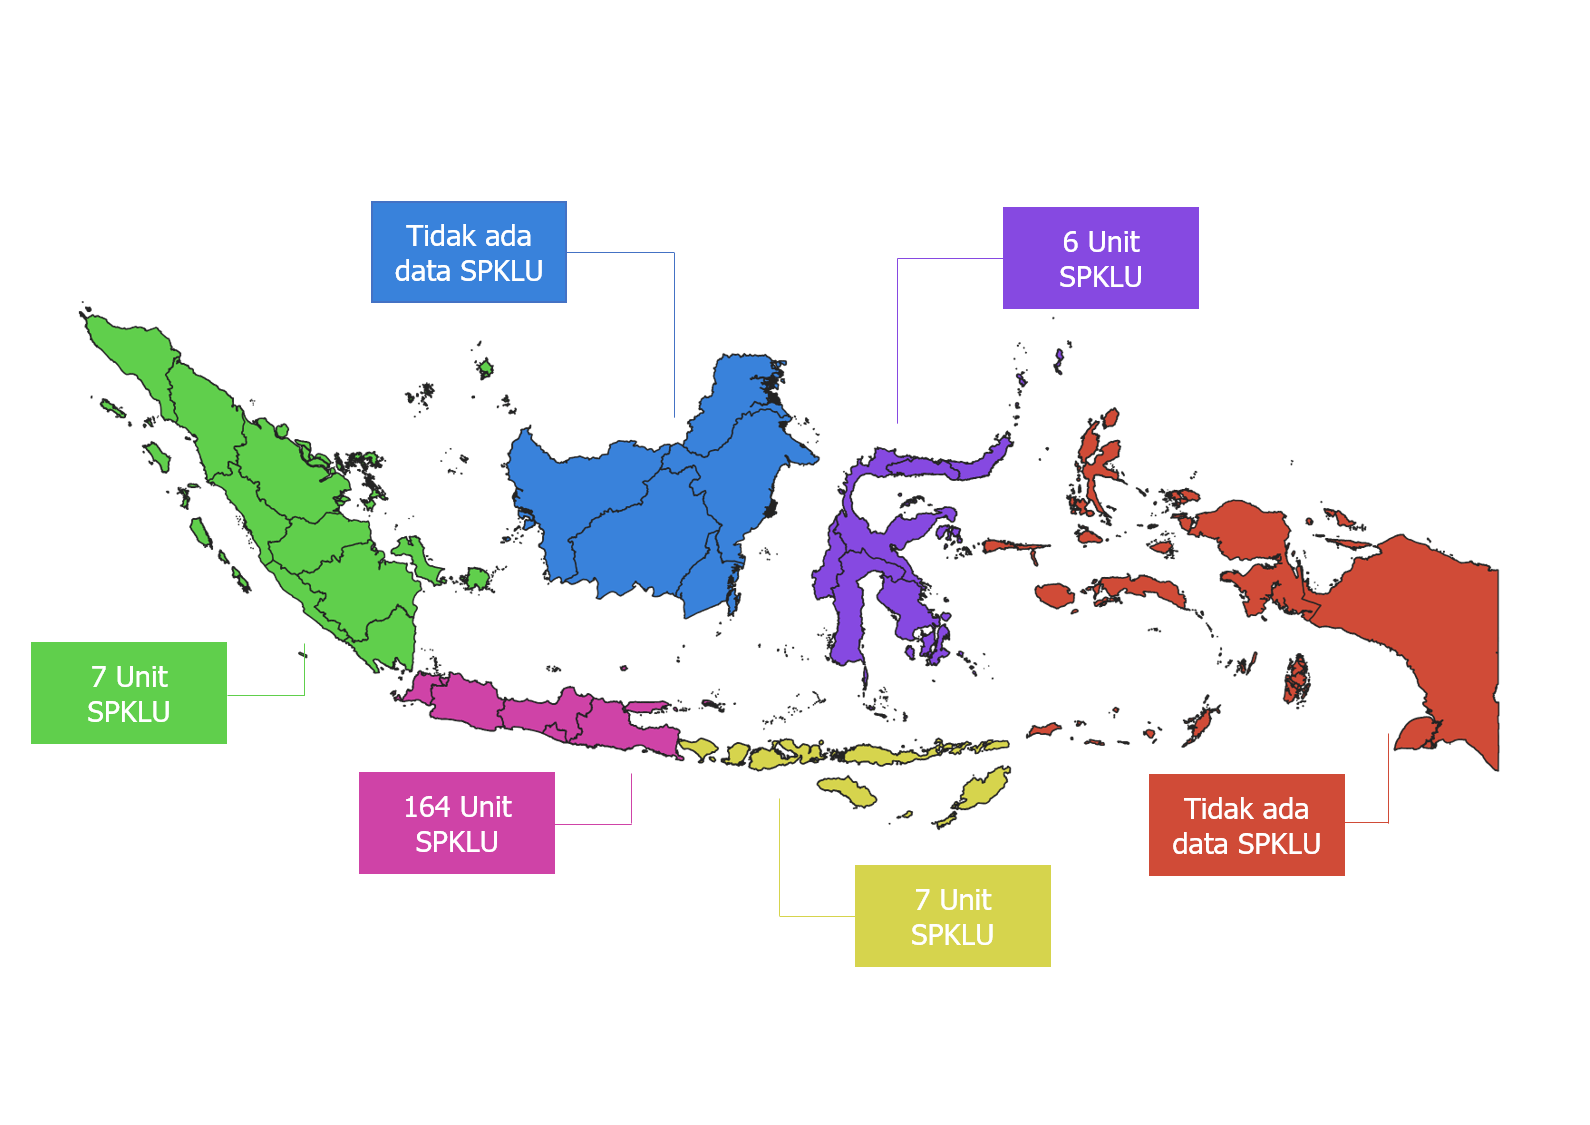 Tidak ada
data SPKLU
6 Unit
SPKLU
7 Unit
SPKLU
164 Unit
SPKLU
Tidak ada
data SPKLU
7 Unit
SPKLU